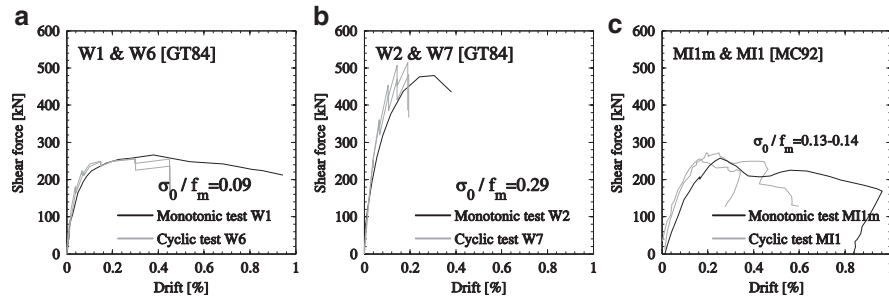 a
W1 & W6 [GT84]
Shear force [kN]
600
500
400
300
200
100
0
σ0 / fm=0.09
Monotonic test W1
Cyclic test W6
0
0.2
0.4
0.6
0.8
1
Drift [%]
b
W2 & W7 [GT84]
Shear force [kN]
600
500
400
300
200
100
0
σ0 / fm=0.29
Monotonic test W2
Cyclic test W7
0
0.2
0.4
0.6
0.8
1
Drift [%]
c
MI1m & MI1 [MC92]
Shear force [kN]
600
500
400
300
200
100
0
σ0 / fm=0.13-0.14
Monotonic test MI1m
Cyclic test MI1
0
0.2
0.4
0.6
0.8
1
Drift [%]